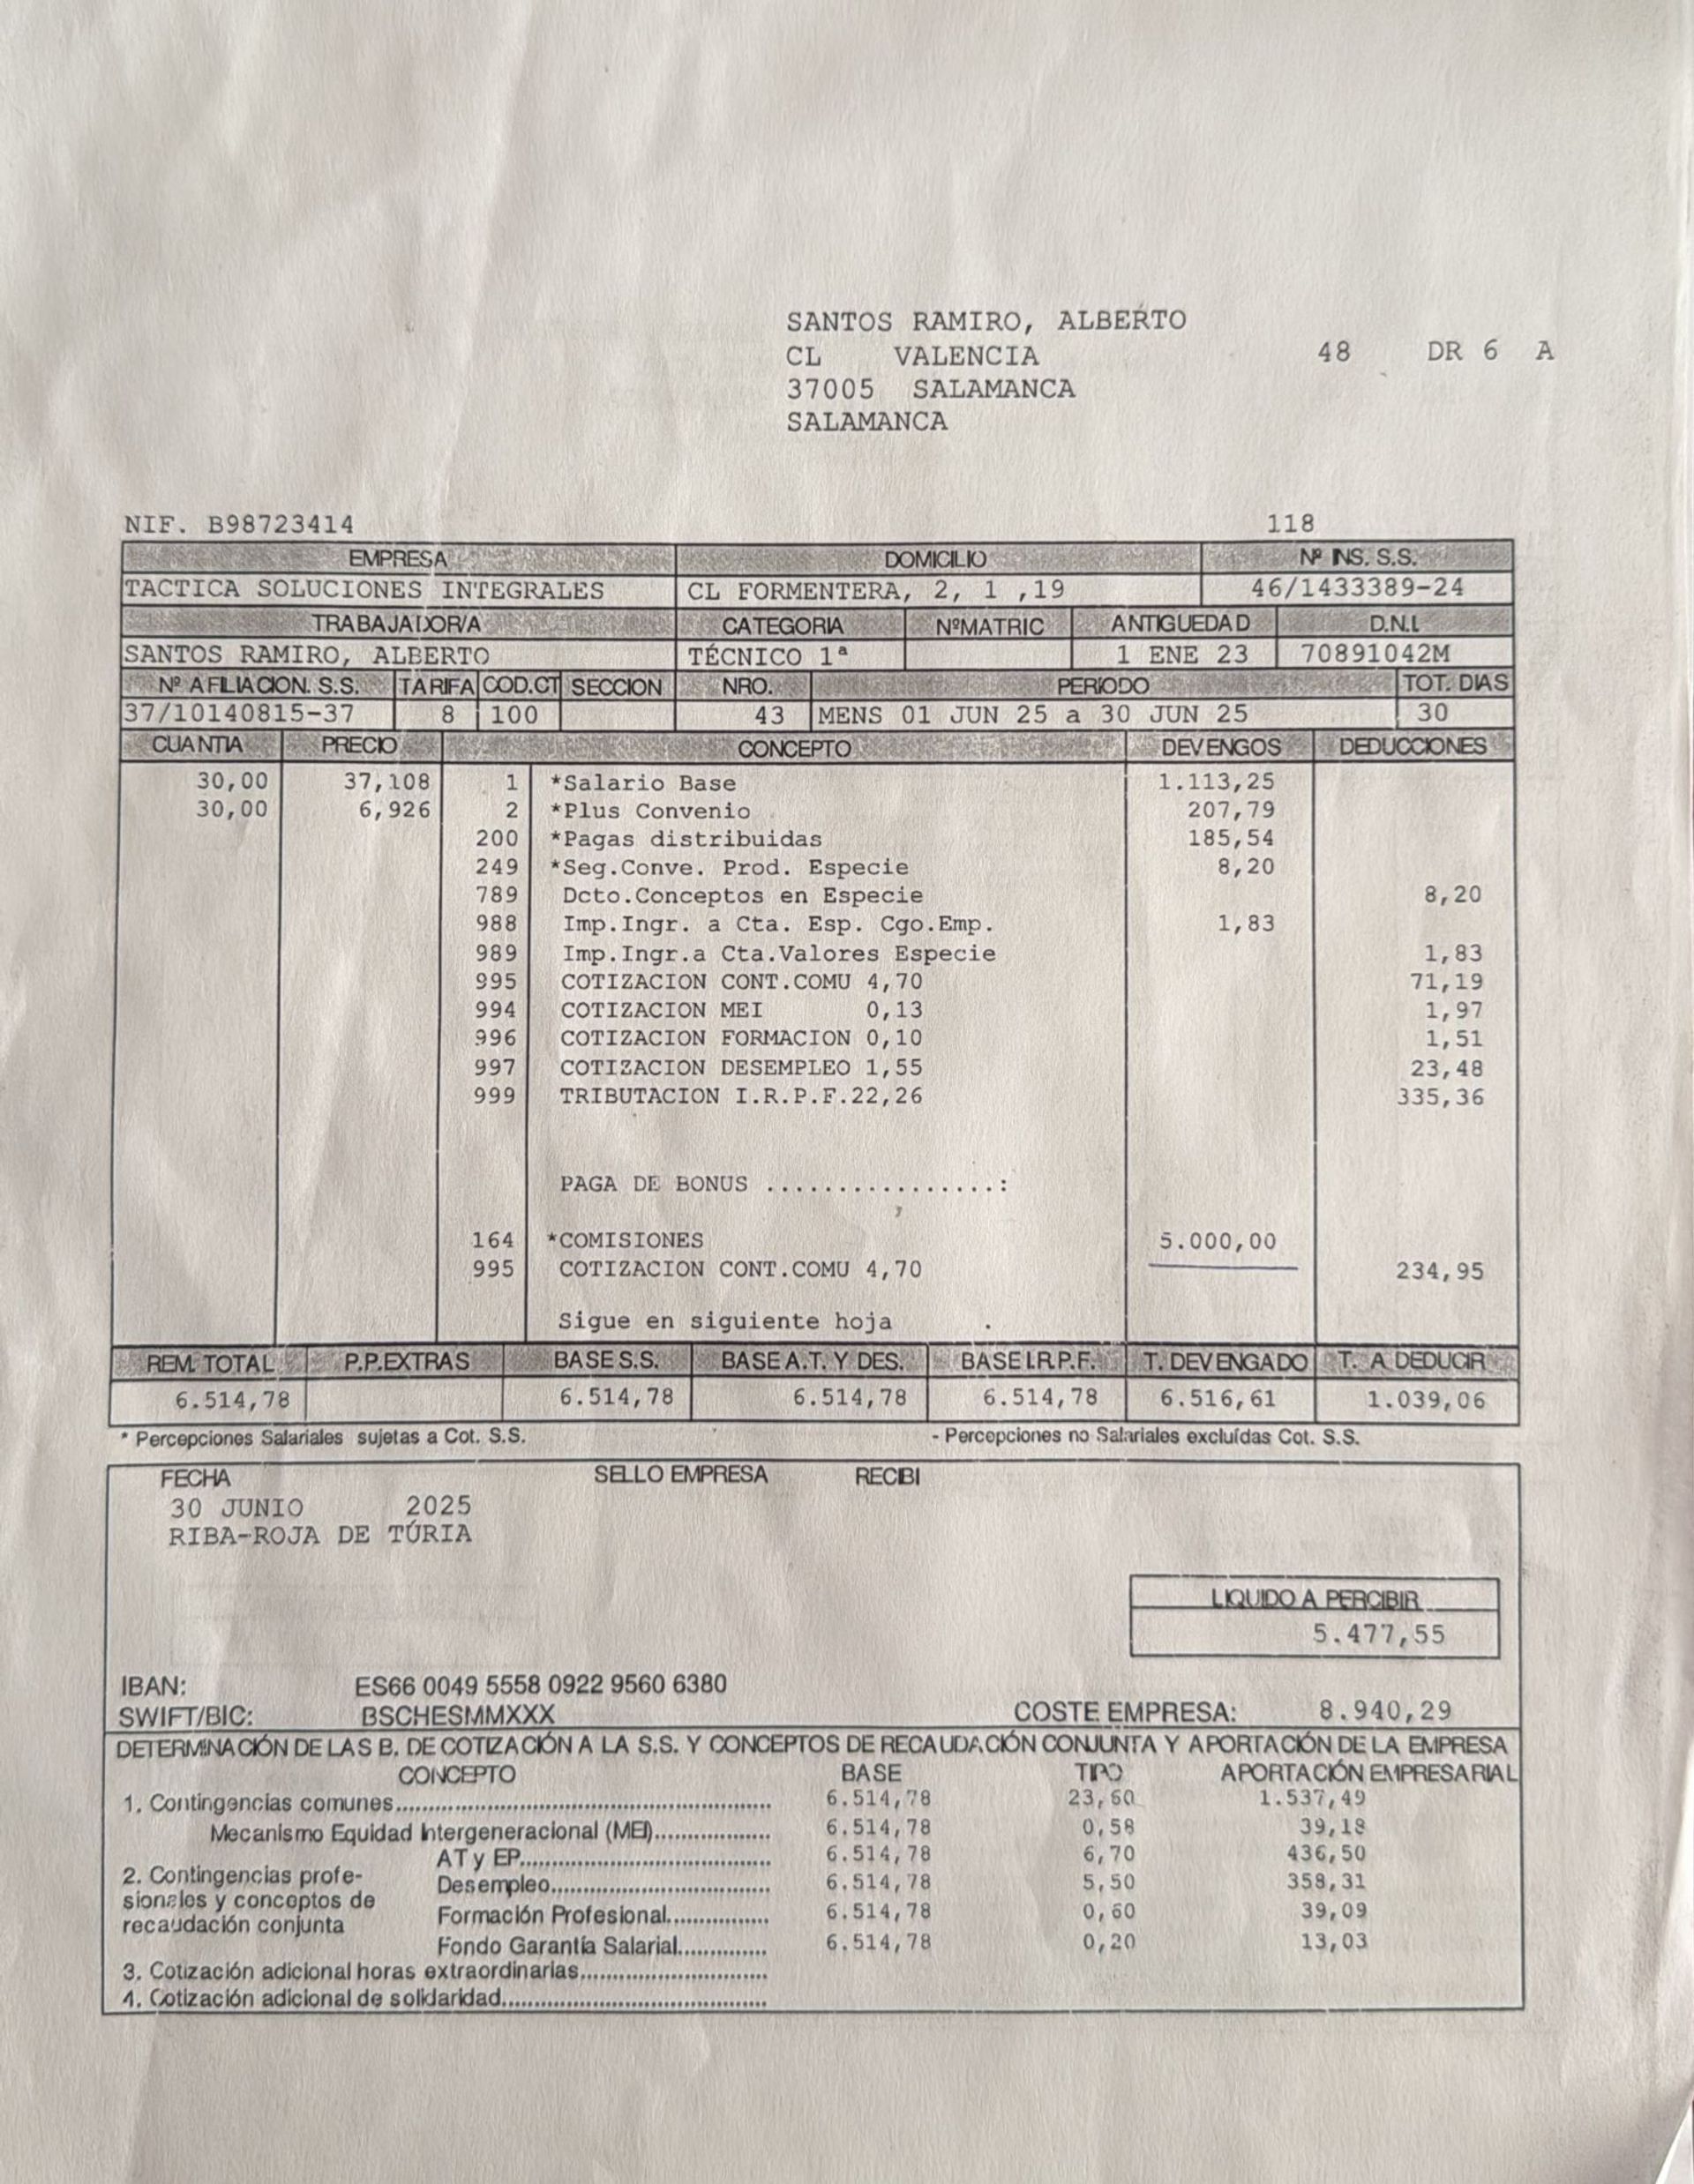 SANTOS RAMIRO, ALBERTO
CL VALENCIA 48 DR 6 A
37005 SALAMANCA
SALAMANCA
NIF. B98723414 118
EMPRESA DOMICILIO Nº INS. S.S.
TACTICA SOLUCIONES INTEGRALES CL FORMENTERA, 2, 1 ,19 46/1433389-24
TRABAJADOR/A CATEGORIA NºMATRIC ANTIGUEDAD D.N.I.
SANTOS RAMIRO, ALBERTO TÉCNICO 1ª 1 ENE 23 70891042M
Nº AFILIACION. S.S. TARIFA COD.CT SECCION NRO. PERIODO TOT. DIAS
37/10140815-37 8 100 43 MENS 01 JUN 25 a 30 JUN 25 30
CUANTIA PRECIO CONCEPTO DEVENGOS DEDUCCIONES
30,00 37,108 1 *Salario Base 1.113,25
30,00 6,926 2 *Plus Convenio 207,79
200 *Pagas distribuidas 185,54
249 *Seg.Conve. Prod. Especie 8,20
789 Dcto.Conceptos en Especie 8,20
988 Imp.Ingr. a Cta. Esp. Cgo.Emp. 1,83
989 Imp.Ingr.a Cta.Valores Especie 1,83
995 COTIZACION CONT.COMU 4,70 71,19
994 COTIZACION MEI 0,13 1,97
996 COTIZACION FORMACION 0,10 1,51
997 COTIZACION DESEMPLEO 1,55 23,48
999 TRIBUTACION I.R.P.F.22,26 335,36
PAGA DE BONUS ................:
164 *COMISIONES 5.000,00
995 COTIZACION CONT.COMU 4,70 234,95
Sigue en siguiente hoja .
REM. TOTAL P.P.EXTRAS BASE S.S. BASE A.T. Y DES. BASE I.R.P.F. T. DEVENGADO T. A DEDUCIR
6.514,78 6.514,78 6.514,78 6.514,78 6.516,61 1.039,06
* Percepciones Salariales sujetas a Cot. S.S. - Percepciones no Salariales excluídas Cot. S.S.
FECHA SELLO EMPRESA RECIBI
30 JUNIO 2025
RIBA-ROJA DE TÚRIA
LIQUIDO A PERCIBIR
5.477,55
IBAN: ES66 0049 5558 0922 9560 6380
SWIFT/BIC: BSCHESMMXXX COSTE EMPRESA: 8.940,29
DETERMINACIÓN DE LAS B. DE COTIZACIÓN A LA S.S. Y CONCEPTOS DE RECAUDACIÓN CONJUNTA Y APORTACIÓN DE LA EMPRESA
CONCEPTO BASE TIPO APORTACIÓN EMPRESARIAL
1. Contingencias comunes........ 6.514,78 23,60 1.537,49
Mecanismo Equidad Intergeneracional (MEI)........ 6.514,78 0,58 39,18
AT y EP........ 6.514,78 6,70 436,50
2. Contingencias profesionales y conceptos de recaudación conjunta
Desempleo........ 6.514,78 5,50 358,31
Formación Profesional........ 6.514,78 0,60 39,09
Fondo Garantía Salarial........ 6.514,78 0,20 13,03
3. Cotización adicional horas extraordinarias........
4. Cotización adicional de solidaridad........